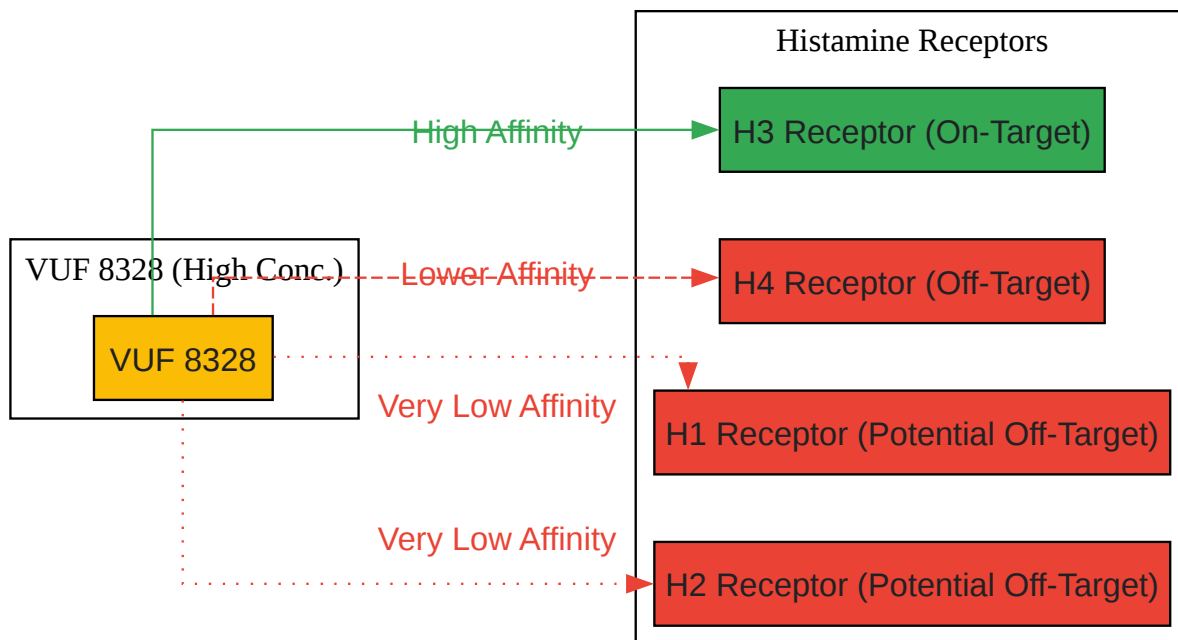 Histamine Receptors
High Affinity
H3 Receptor (On-Target)
VUF 8328 (High Conc.)
Lower Affinity
H4 Receptor (Off-Target)
VUF 8328
Very Low Affinity
H1 Receptor (Potential Off-Target)
Very Low Affinity
H2 Receptor (Potential Off-Target)